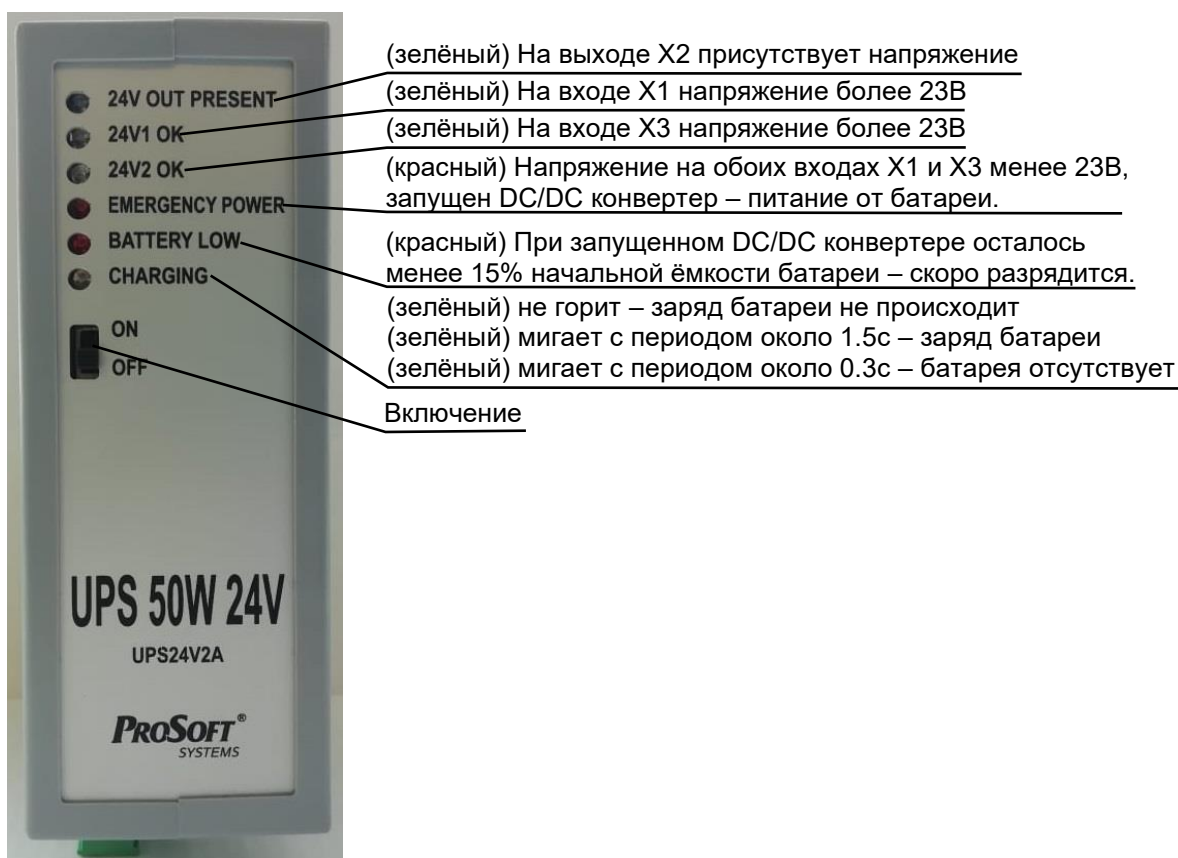 (зелёный) На выходе X2 присутствует напряжение
24V OUT PRESENT
(зелёный) На входе X1 напряжение более 23В
24V1 OK
(зелёный) На входе X3 напряжение более 23В
24V2 OK
(красный) Напряжение на обоих входах X1 и X3 менее 23В,
запущен DC/DC конвертер – питание от батареи.
EMERGENCY POWER
(красный) При запущенном DC/DC конвертере осталось
менее 15% начальной ёмкости батареи – скоро разрядится.
BATTERY LOW
(зелёный) не горит – заряд батареи не происходит
(зелёный) мигает с периодом около 1.5с – заряд батареи
(зелёный) мигает с периодом около 0.3с – батарея отсутствует
CHARGING
ON
OFF
Включение
UPS 50W 24V
UPS24V2A
PROSOFT®
SYSTEMS